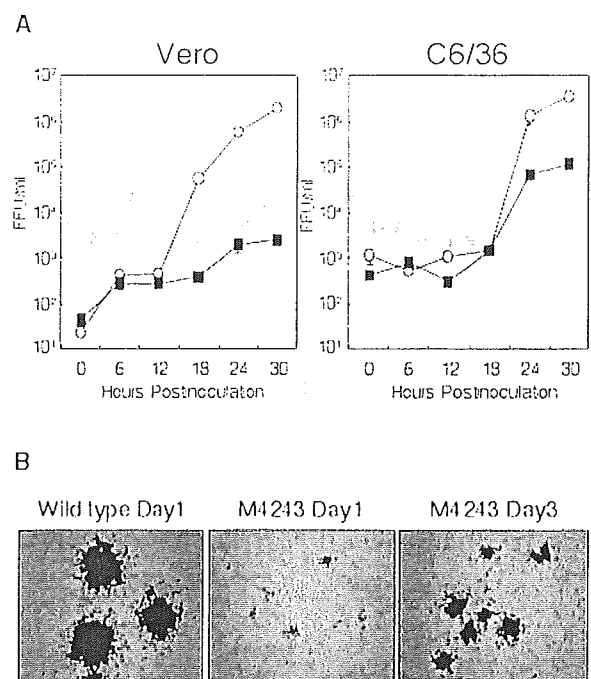 A
Vero
C6/36
10⁷
10⁶
10⁵
10⁴
10³
10²
10¹
FFU/ml
0 6 12 18 24 30
Hours Postnoculaton
10⁷
10⁶
10⁵
10⁴
10³
10²
10¹
FFU/ml
0 6 12 18 24 30
Hours Postinoculaton
B
Wild type Day1
M4243 Day1
M4243 Day3